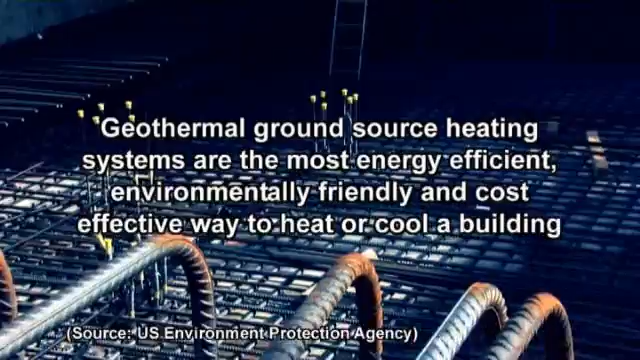 Geothermal ground source heating
systems are the most energy efficient,
environmentally friendly and cost
effective way to heat or cool a building
(Source: US Environment Protection Agency)